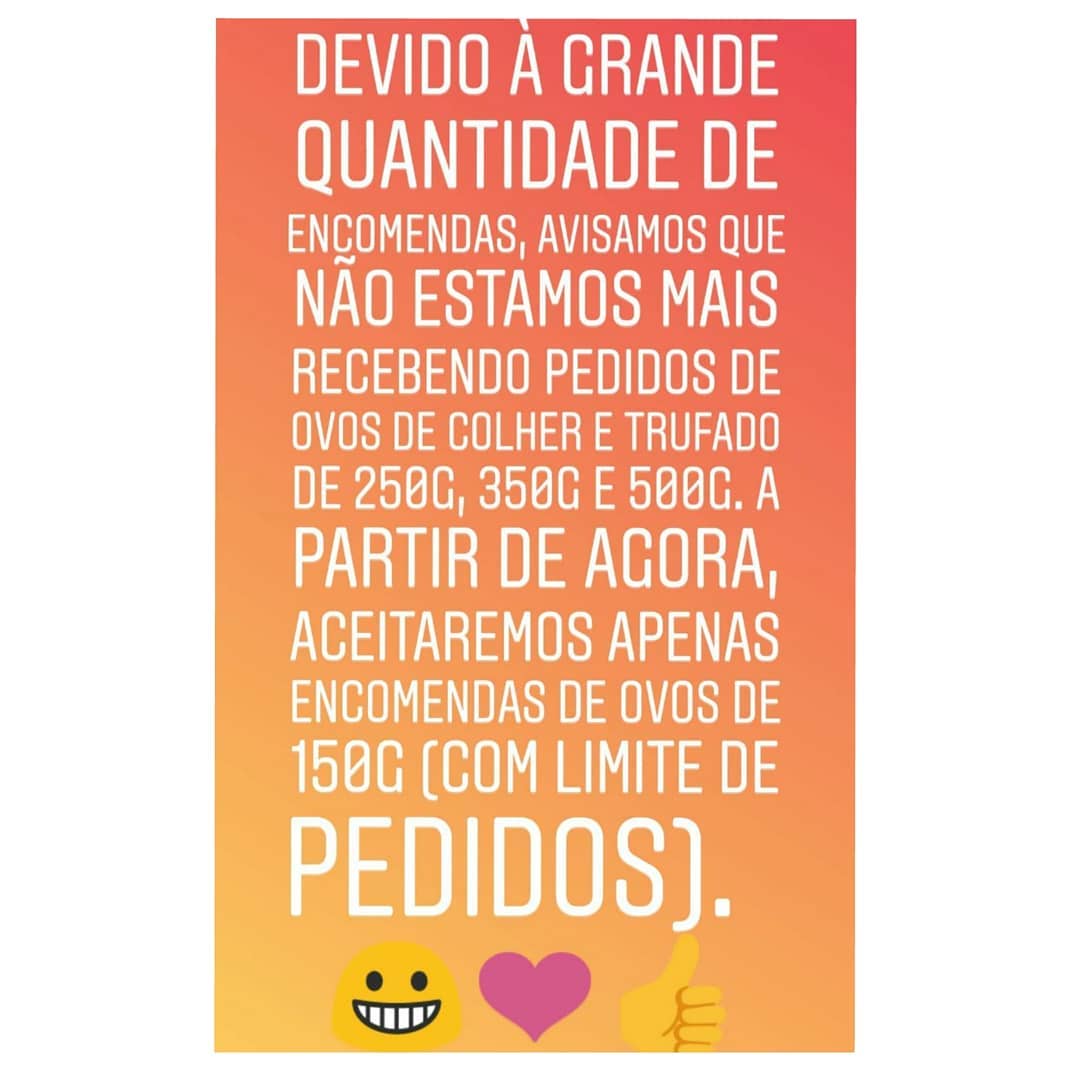 DEVIDO À GRANDE
QUANTIDADE DE
ENCOMENDAS, AVISAMOS QUE
NÃO ESTAMOS MAIS
RECEBENDO PEDIDOS DE
OVOS DE COLHER E TRUFADO
DE 250G, 350G E 500G. A
PARTIR DE AGORA,
ACEITAREMOS APENAS
ENCOMENDAS DE OVOS DE
150G (COM LIMITE DE
PEDIDOS).